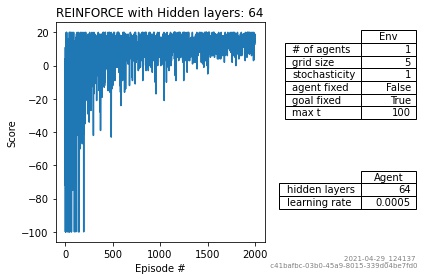 REINFORCE with Hidden layers: 64
20
0
−20
−40
−60
−80
−100
Score
0
500
1000
1500
2000
Episode #
Env
# of agents 1
grid size 5
stochasticity 1
agent fixed False
goal fixed True
max t 100
Agent
hidden layers 64
learning rate 0.0005
2021-04-29_124137
c41bafbc-03b0-45a9-8015-339d04be7fd0